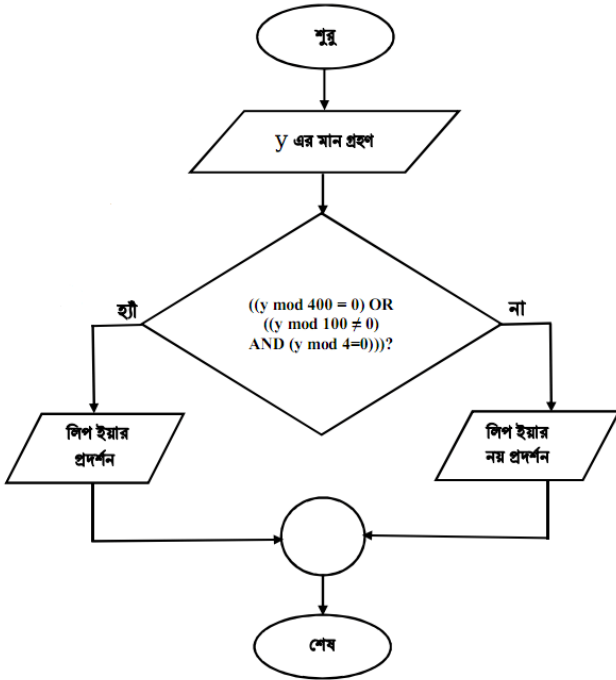 শুরু
y এর মান গ্রহণ
((y mod 400 = 0) OR
((y mod 100 ≠ 0)
AND (y mod 4=0)))?
হ্যাঁ
না
লিপ ইয়ার
প্রদর্শন
লিপ ইয়ার
নয় প্রদর্শন
শেষ